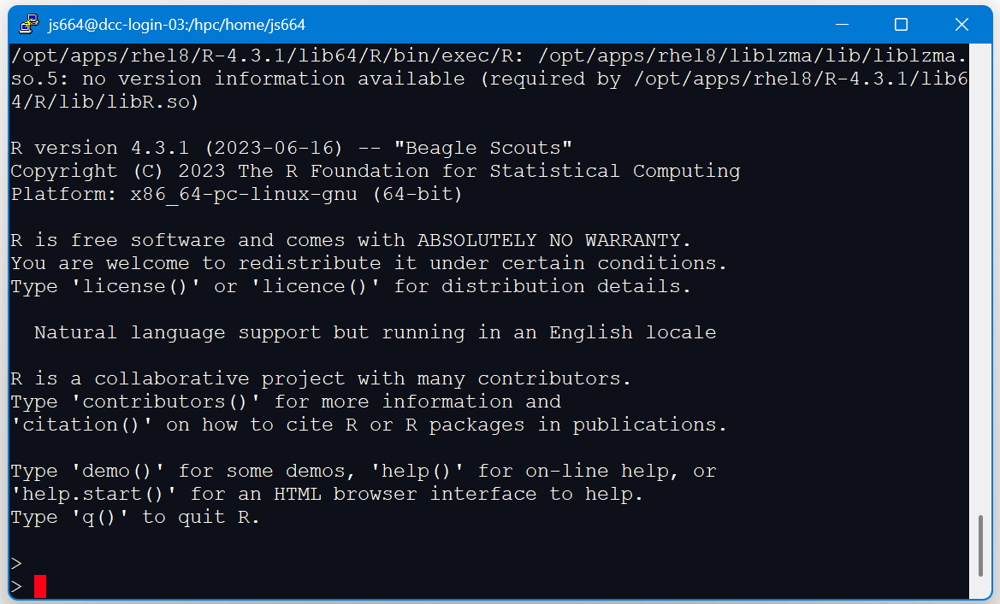 js664@dcc-login-03:/hpc/home/js664
/opt/apps/rhel8/R-4.3.1/lib64/R/bin/exec/R: /opt/apps/rhel8/liblzma/lib/liblzma.
so.5: no version information available (required by /opt/apps/rhel8/R-4.3.1/lib6
4/R/lib/libR.so)

R version 4.3.1 (2023-06-16) -- "Beagle Scouts"
Copyright (C) 2023 The R Foundation for Statistical Computing
Platform: x86_64-pc-linux-gnu (64-bit)

R is free software and comes with ABSOLUTELY NO WARRANTY.
You are welcome to redistribute it under certain conditions.
Type 'license()' or 'licence()' for distribution details.

  Natural language support but running in an English locale

R is a collaborative project with many contributors.
Type 'contributors()' for more information and
'citation()' on how to cite R or R packages in publications.

Type 'demo()' for some demos, 'help()' for on-line help, or
'help.start()' for an HTML browser interface to help.
Type 'q()' to quit R.

>
>